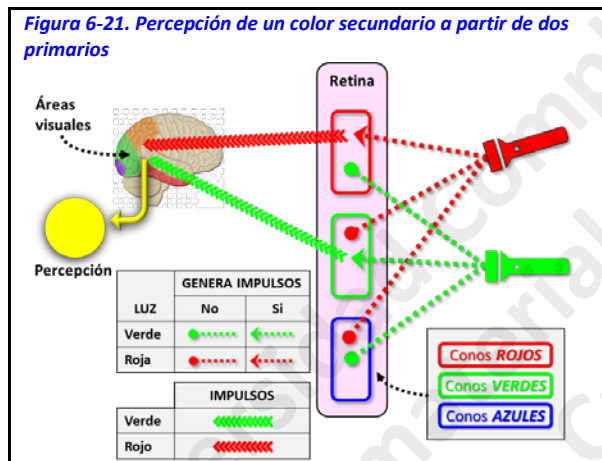 Figura 6-21. Percepción de un color secundario a partir de dos
primarios
Retina
Áreas
visuales
Percepción
GENERA IMPULSOS
LUZ No Si
Verde
Roja
IMPULSOS
Verde
Rojo
Conos ROJOS
Conos VERDES
Conos AZULES